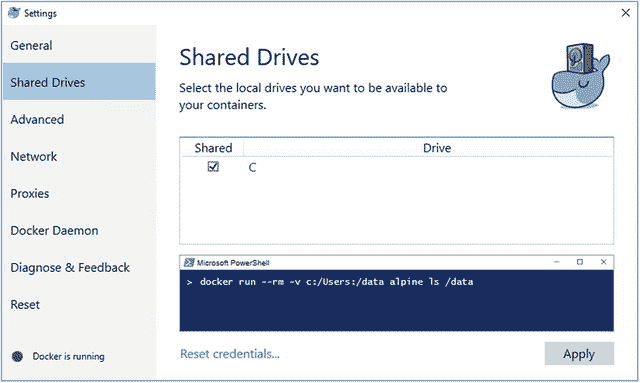 Settings
General
Shared Drives
Advanced
Network
Proxies
Docker Daemon
Diagnose & Feedback
Reset
Docker is running
Shared Drives
Select the local drives you want to be available to
your containers.
Shared Drive
C
Microsoft PowerShell
> docker run --rm -v c:/Users:/data alpine ls /data
Reset credentials...
Apply